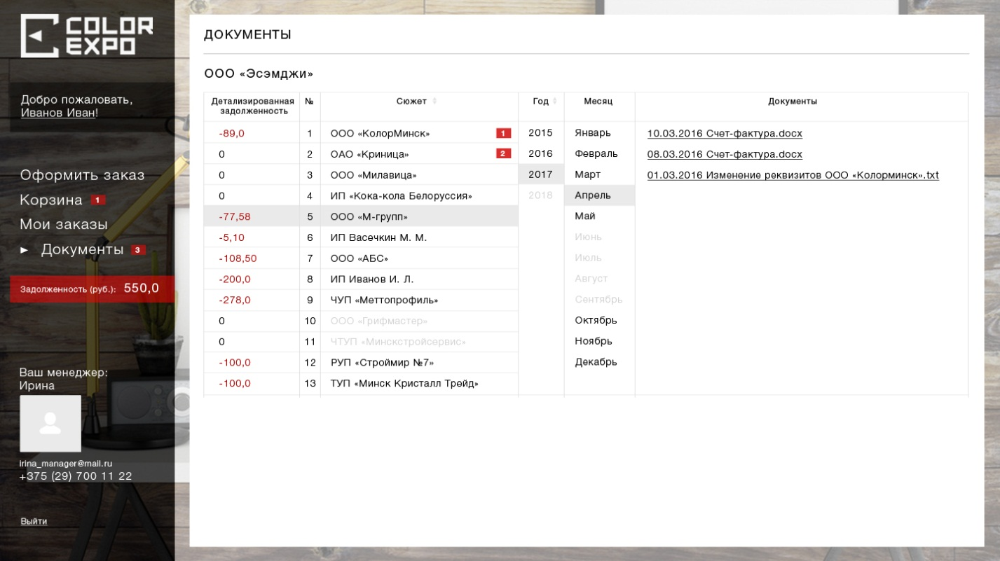 COLOR
EXPO
Добро пожаловать,
Иванов Иван!
Оформить заказ
Корзина 1
Мои заказы
► Документы 3
Задолженность (руб.): 550,0
Ваш менеджер:
Ирина
irina_manager@mail.ru
+375 (29) 700 11 22
Выйти
ДОКУМЕНТЫ
ООО «Эсэмджи»
Детализированная задолженность № Сюжет Год Месяц Документы
-89,0 1 ООО «КолорМинск» 1 2015 Январь 10.03.2016 Счет-фактура.docx
0 2 ОАО «Криница» 2 2016 Февраль 08.03.2016 Счет-фактура.docx
0 3 ООО «Милавица» 2017 Март 01.03.2016 Изменение реквизитов ООО «Колорминск».txt
0 4 ИП «Кока-кола Белоруссия» 2018 Апрель
-77,58 5 ООО «М-групп» Май
-5,10 6 ИП Васечкин М. М. Июнь
-108,50 7 ООО «АБС» Июль
-200,0 8 ИП Иванов И. Л. Август
-278,0 9 ЧУП «Меттопрофиль» Сентябрь
0 10 ООО «Грифмастер» Октябрь
0 11 ЧТУП «Минскстройсервис» Ноябрь
-100,0 12 РУП «Строймир №7» Декабрь
-100,0 13 ТУП «Минск Кристалл Трейд»